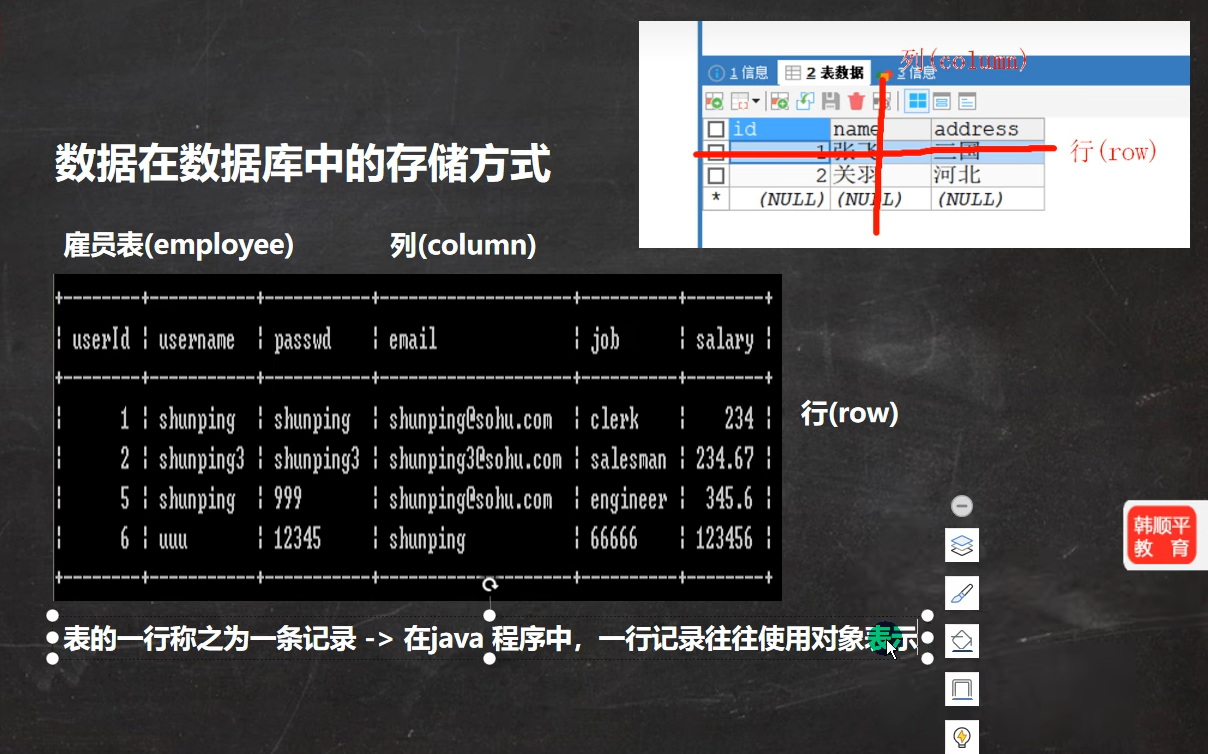 列(column)
1 信息 2 表数据 3 信息
id name address
行(row)
1 张飞 三国
2 关羽 河北
* (NULL) (NULL) (NULL)
数据在数据库中的存储方式
雇员表(employee) 列(column)
+--------+-----------+-----------+--------------------+----------+--------+
| userId | username | passwd | email | job | salary |
+--------+-----------+-----------+--------------------+----------+--------+
| 1 | shunping | shunping | shunping@sohu.com | clerk | 234 |
行(row)
| 2 | shunping3 | shunping3 | shunping3@sohu.com | salesman | 234.67 |
| 5 | shunping | 999 | shunping@sohu.com | engineer | 345.6 |
| 6 | uuu | 12345 | shunping | 66666 | 123456 |
+--------+-----------+-----------+--------------------+----------+--------+
韩顺平
教 育
表的一行称之为一条记录 -> 在java 程序中，一行记录往往使用对象表示